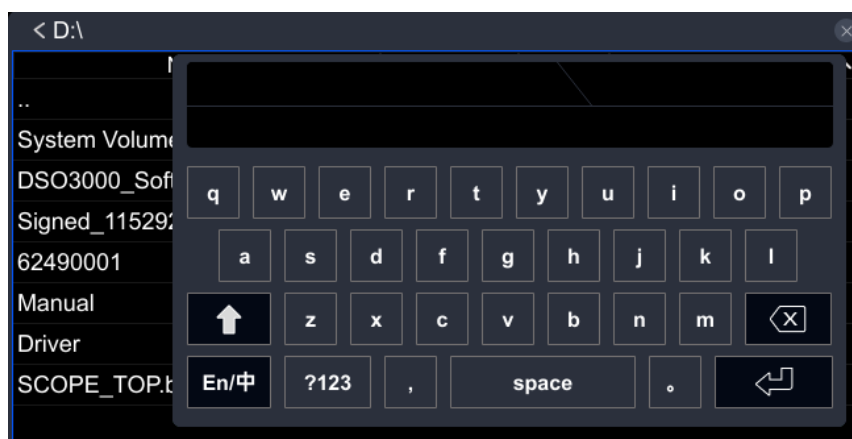 < D:\
..
System Volume
DSO3000_Soft
Signed_115292
62490001
Manual
Driver
SCOPE_TOP.b
q w e r t y u i o p
a s d f g h j k l
z x c v b n m
En/中 ?123 , space 。